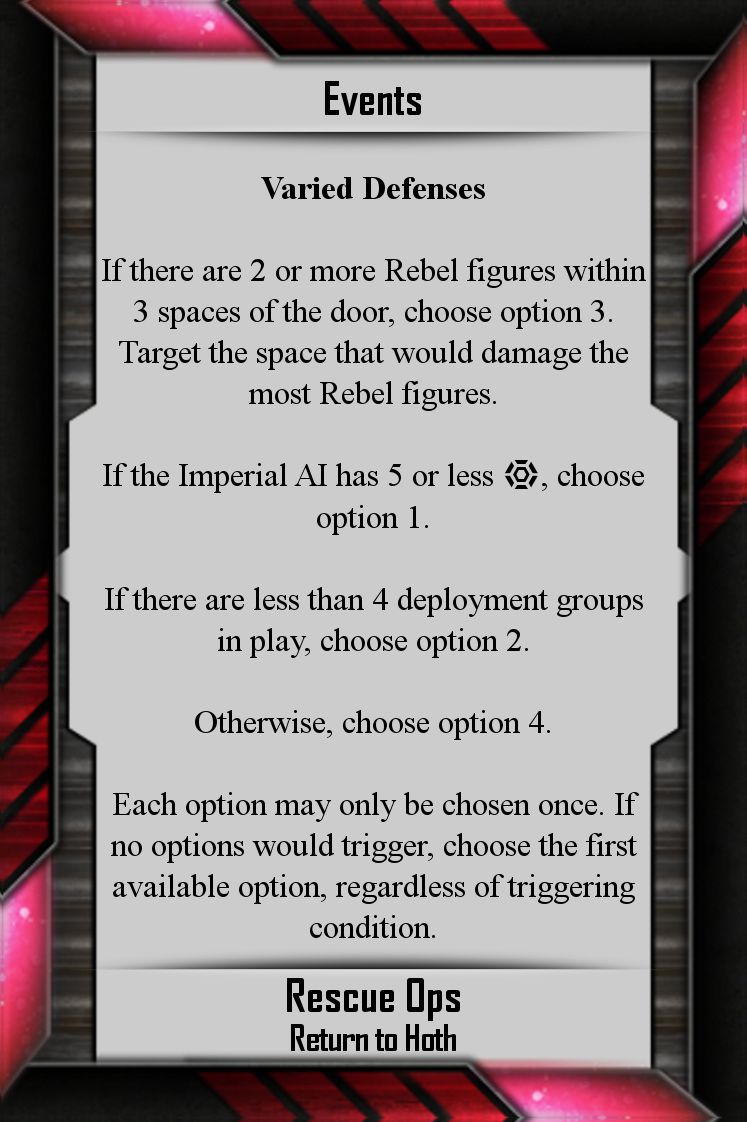 Events
Varied Defenses
If there are 2 or more Rebel figures within
3 spaces of the door, choose option 3.
Target the space that would damage the
most Rebel figures.
If the Imperial AI has 5 or less , choose
option 1.
If there are less than 4 deployment groups
in play, choose option 2.
Otherwise, choose option 4.
Each option may only be chosen once. If
no options would trigger, choose the first
available option, regardless of triggering
condition.
Rescue Ops
Return to Hoth